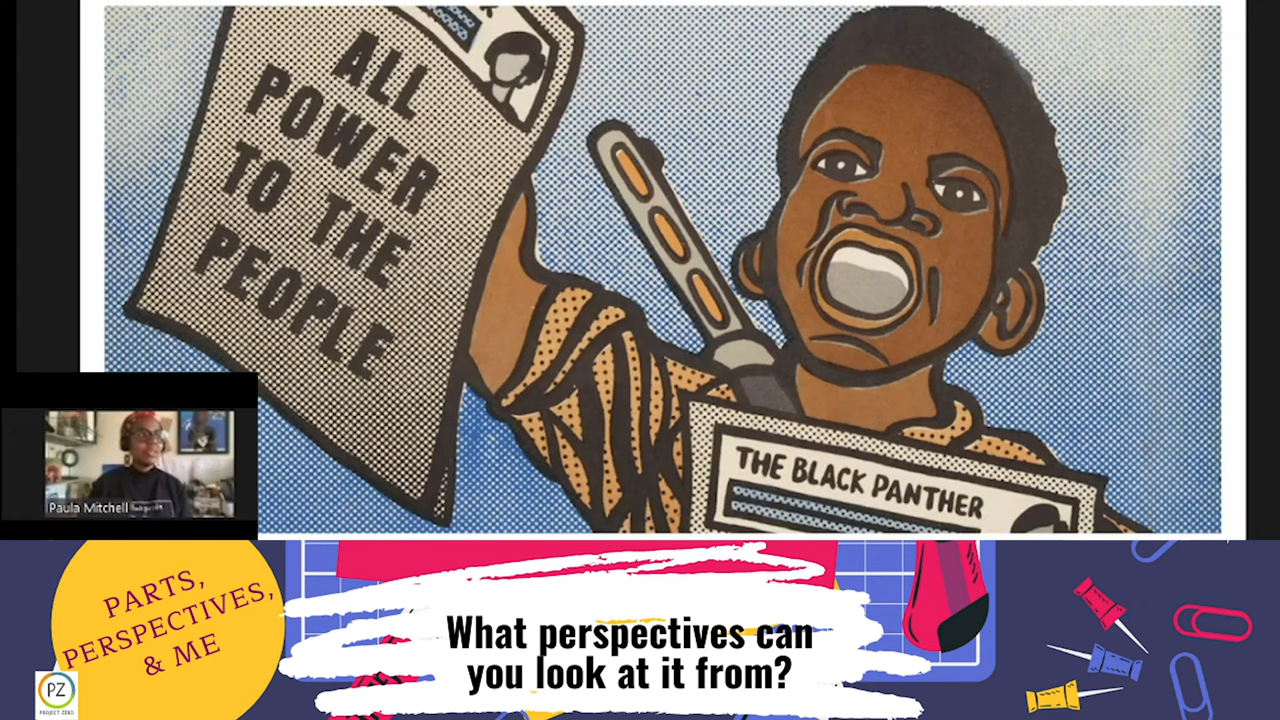 ALL
POWER
TO THE
PEOPLE
THE BLACK PANTHER
Paula Mitchell
PARTS,
PERSPECTIVES,
& ME
What perspectives can
you look at it from?
PZ
PROJECT ZERO